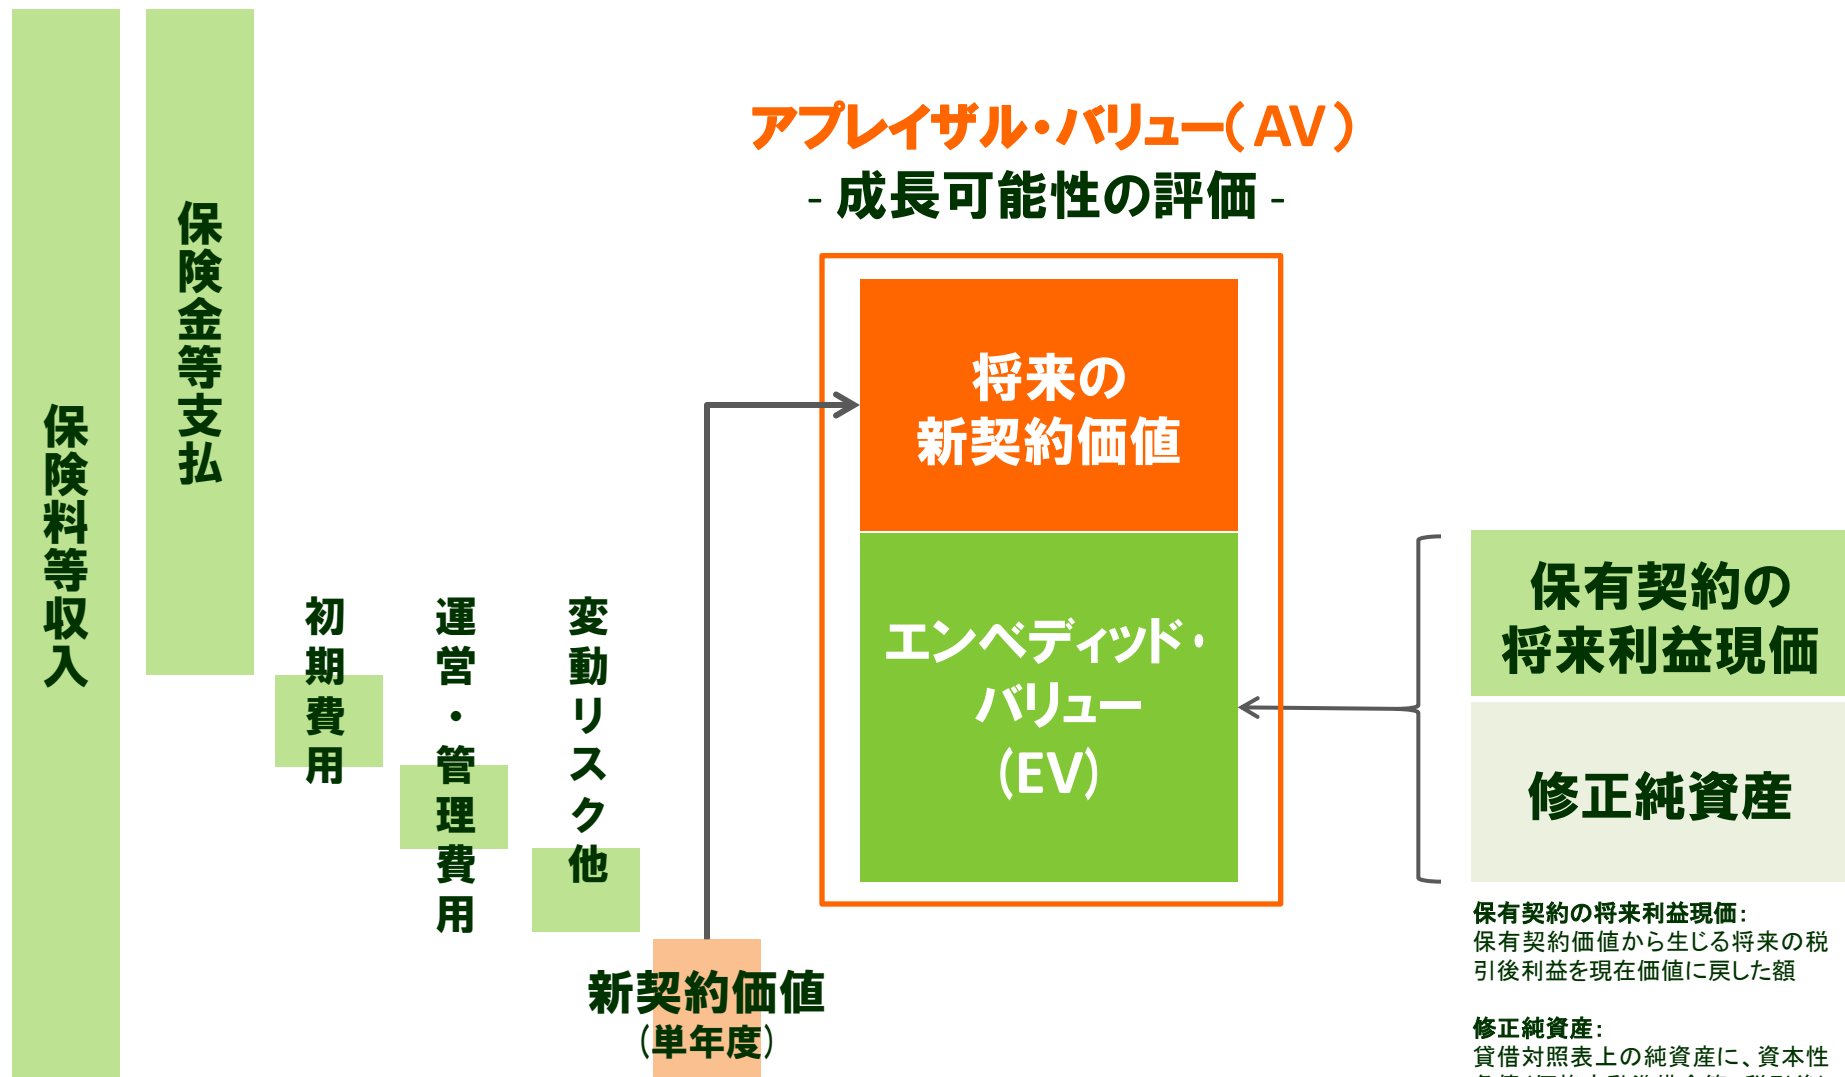 保険料等収入
保険金等支払
初期費用
運営・管理費用
変動リスク他
新契約価値
(単年度)
アプレイザル・バリュー(AV)
- 成長可能性の評価 -
将来の
新契約価値
エンベディッド・
バリュー
(EV)
保有契約の
将来利益現価
修正純資産
保有契約の将来利益現価:
保有契約価値から生じる将来の税
引後利益を現在価値に戻した額
修正純資産:
貸借対照表上の純資産に、資本性